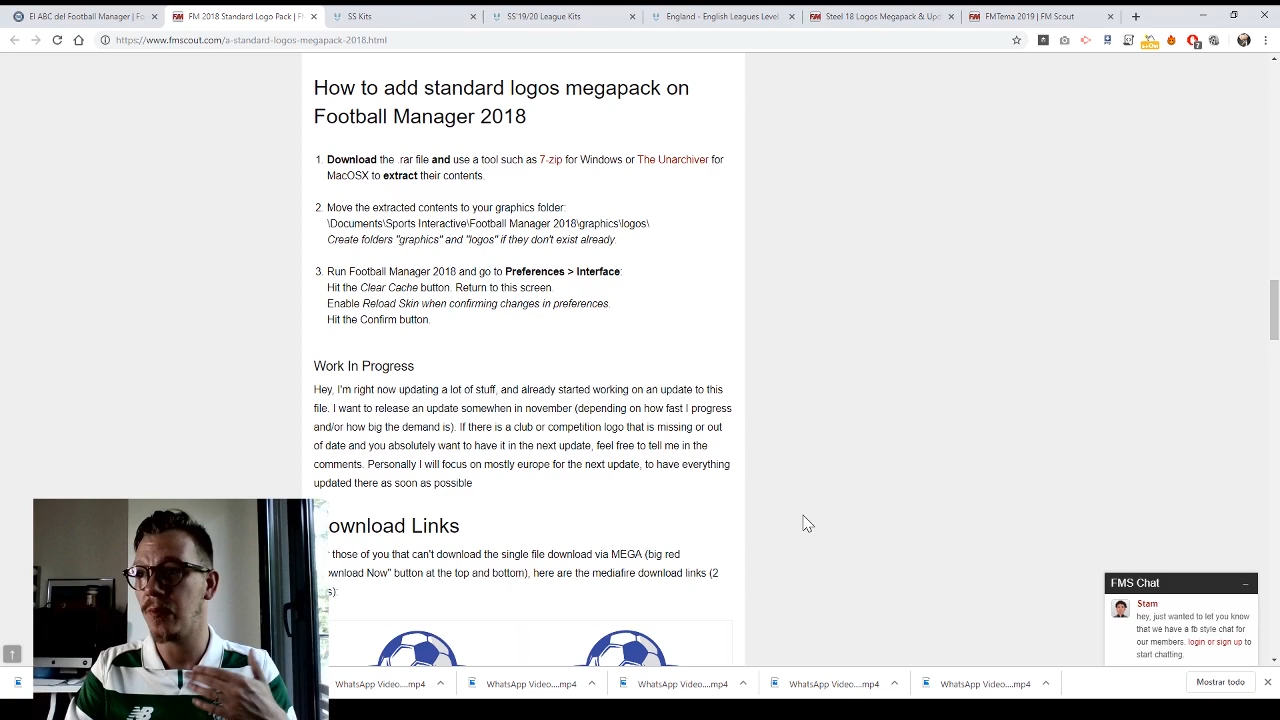 El ABC del Football Manager | Fo
FM 2018 Standard Logo Pack | F
SS Kits
SS'19/20 League Kits
England - English Leagues Level
Steel 18 Logos Megapack & Upd
FMTema 2019 | FM Scout
https://www.fmscout.com/a-standard-logos-megapack-2018.html
How to add standard logos megapack on
Football Manager 2018
1. Download the .rar file and use a tool such as 7-zip for Windows or The Unarchiver for
MacOSX to extract their contents.
2. Move the extracted contents to your graphics folder:
\Documents\Sports Interactive\Football Manager 2018\graphics\logos\
Create folders "graphics" and "logos" if they don't exist already.
3. Run Football Manager 2018 and go to Preferences > Interface:
Hit the Clear Cache button. Return to this screen.
Enable Reload Skin when confirming changes in preferences.
Hit the Confirm button.
Work In Progress
Hey, I'm right now updating a lot of stuff, and already started working on an update to this
file. I want to release an update somewhen in november (depending on how fast I progress
and/or how big the demand is). If there is a club or competition logo that is missing or out
of date and you absolutely want to have it in the next update, feel free to tell me in the
comments. Personally I will focus on mostly europe for the next update, to have everything
updated there as soon as possible
ownload Links
r those of you that can't download the single file download via MEGA (big red
ownload Now" button at the top and bottom), here are the mediafire download links (2
s):
FMS Chat
Stam
hey, just wanted to let you know
that we have a fb style chat for
our members. login or sign up to
start chatting.
WhatsApp Video....mp4
WhatsApp Video....mp4
WhatsApp Video....mp4
WhatsApp Video....mp4
WhatsApp Video....mp4
Mostrar todo